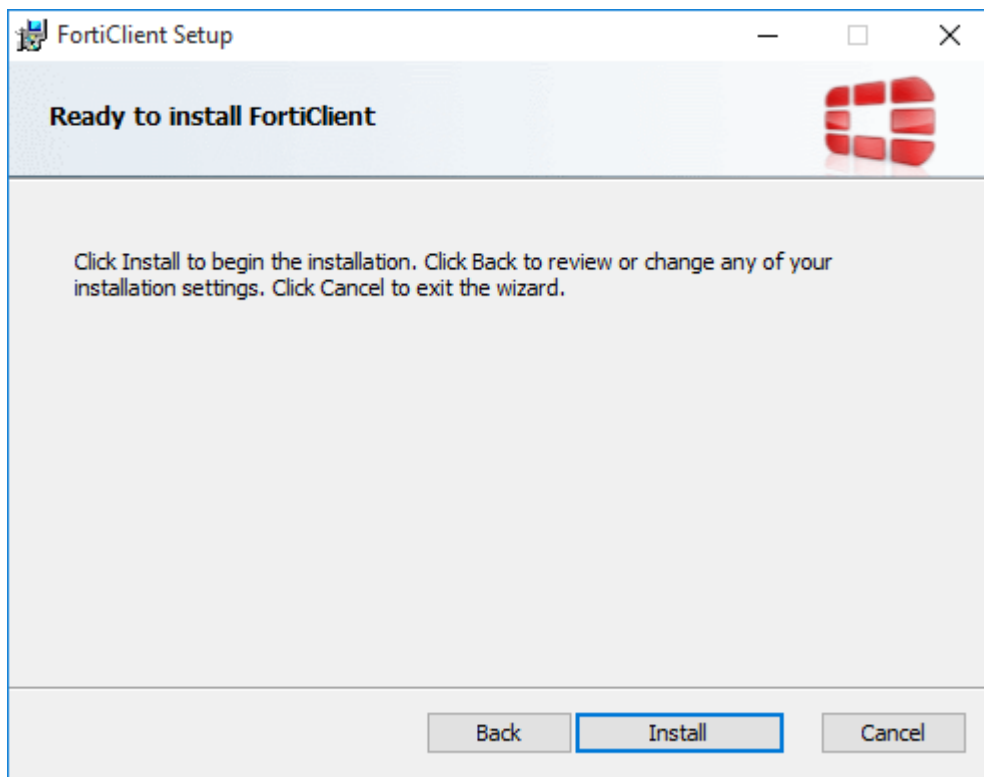 FortiClient Setup
Ready to install FortiClient
Click Install to begin the installation. Click Back to review or change any of your
installation settings. Click Cancel to exit the wizard.
Back Install Cancel